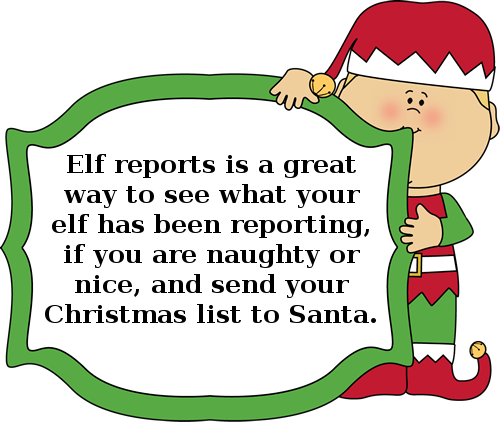 Elf reports is a great
way to see what your
elf has been reporting,
if you are naughty or
nice, and send your
Christmas list to Santa.